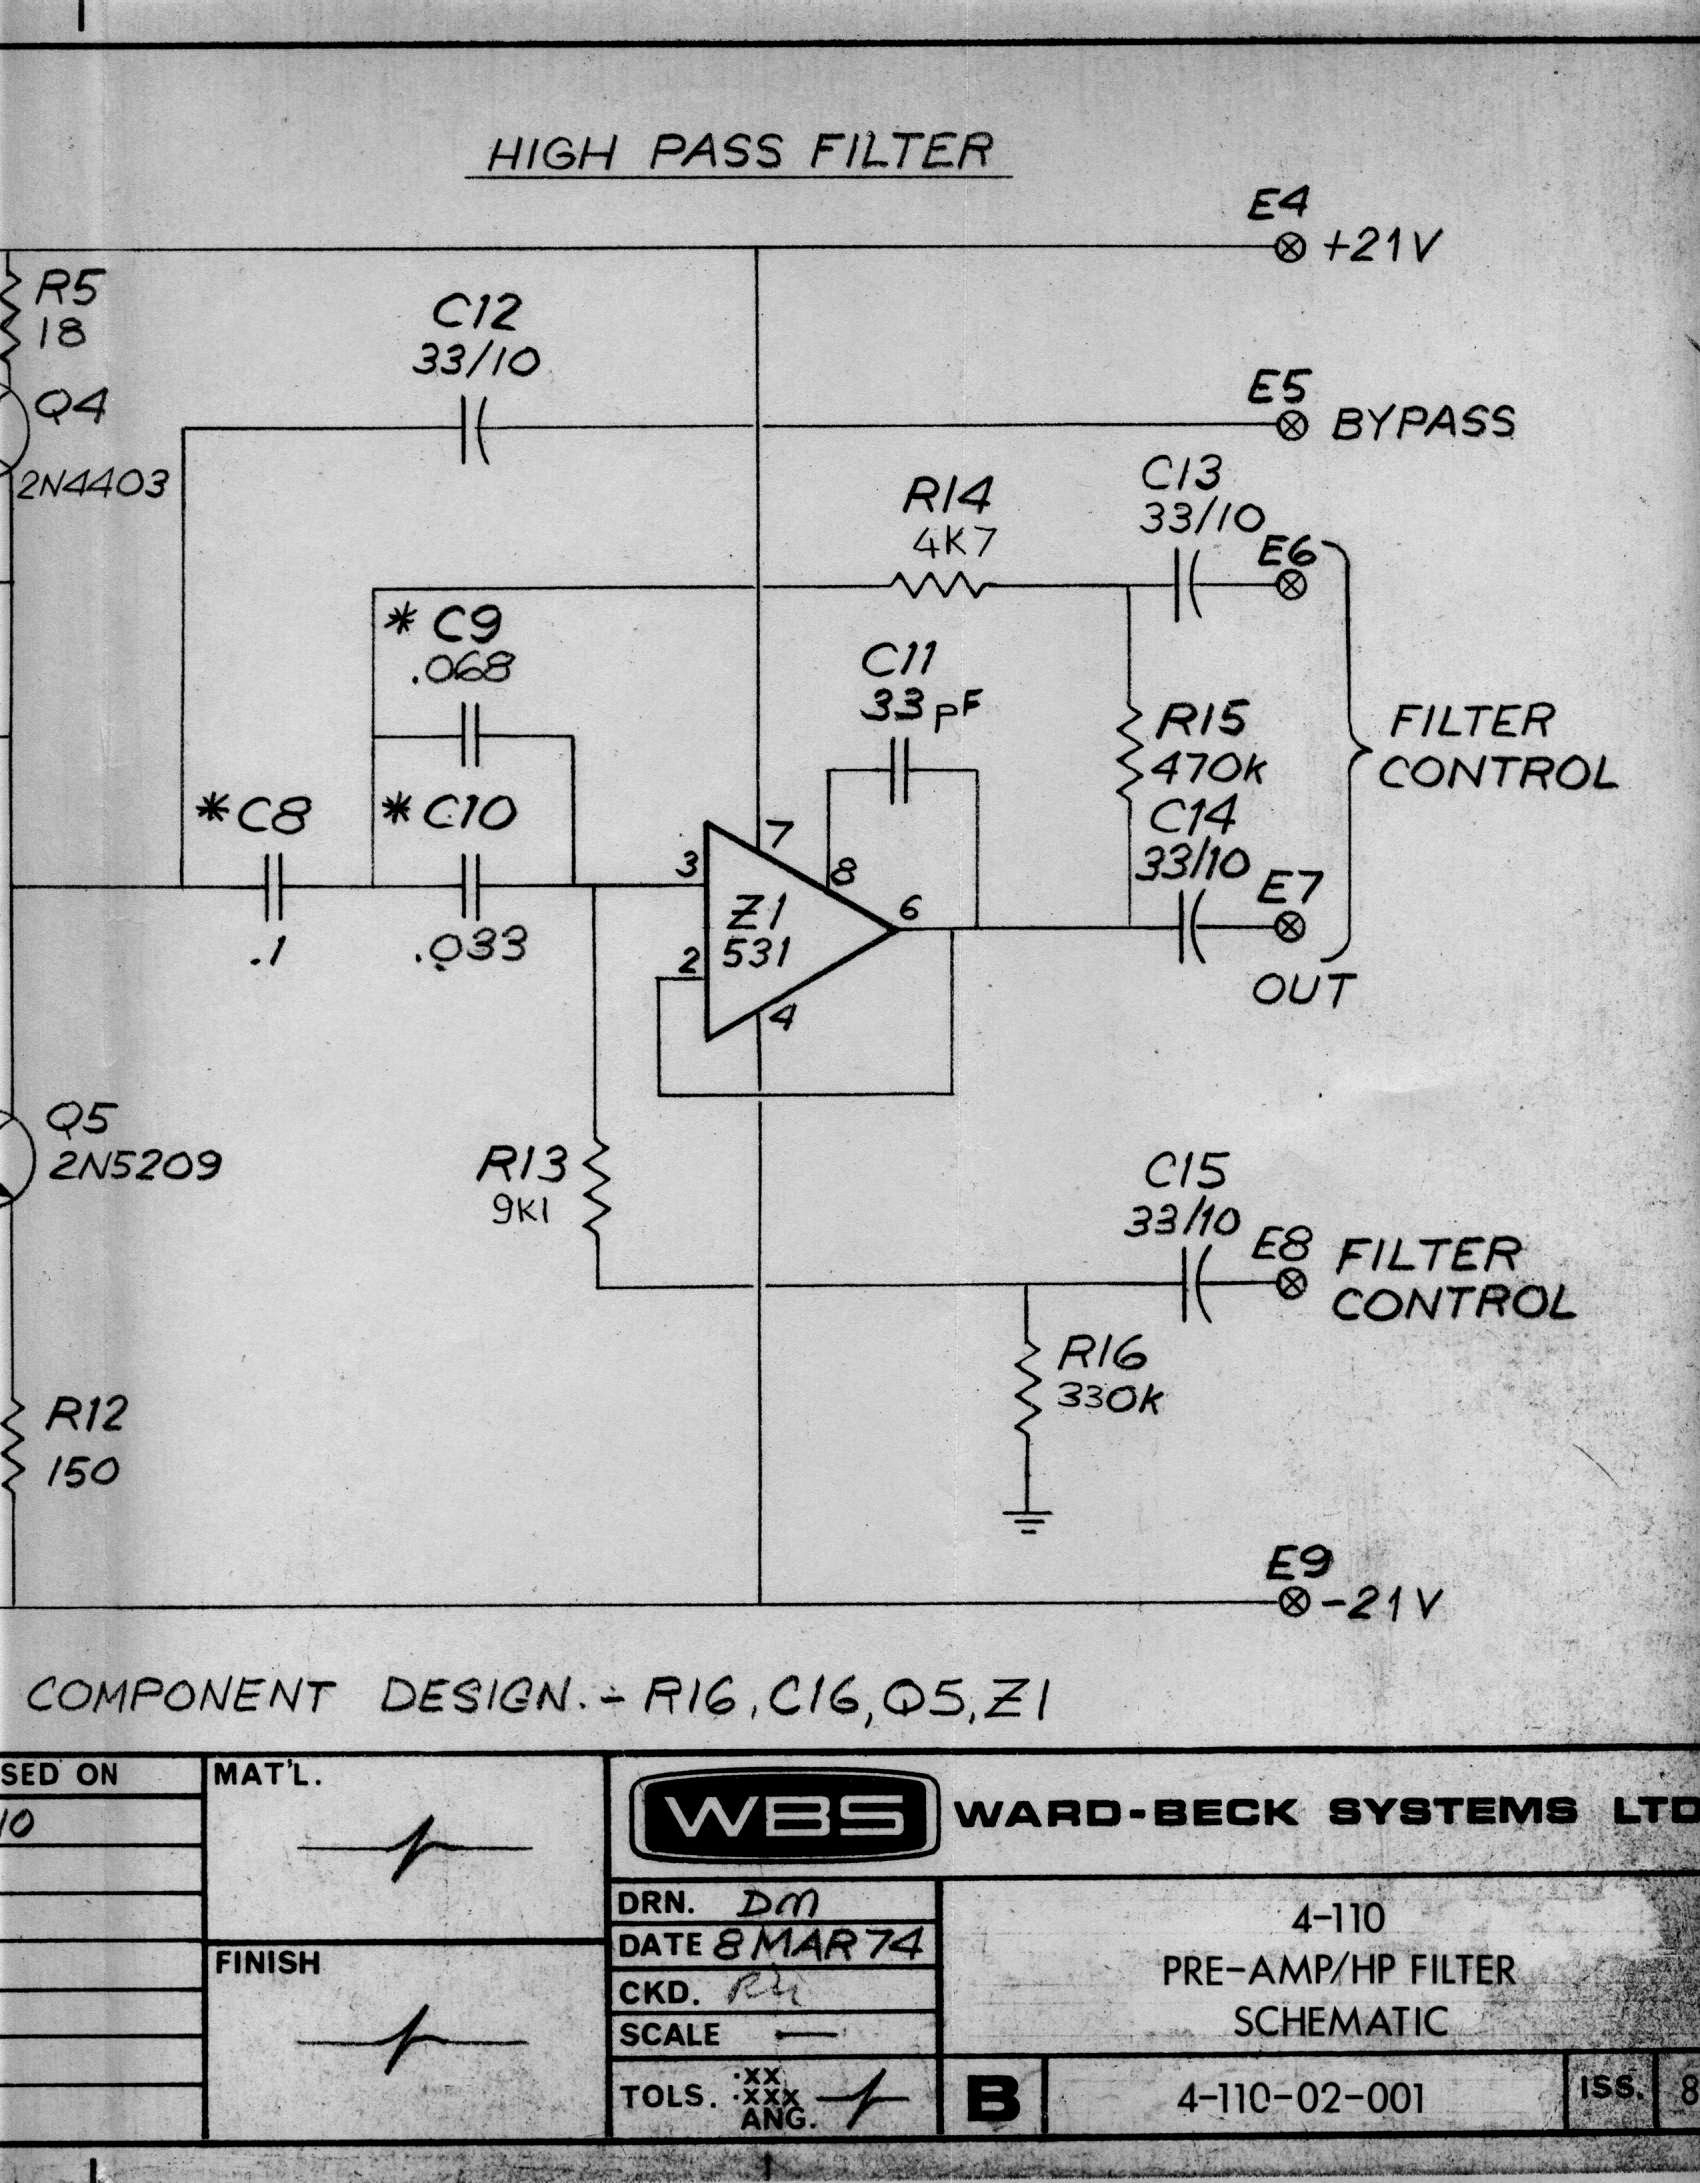 HIGH PASS FILTER
E4
+21V
R5
18
C12
33/10
Q4
2N4403
E5
BYPASS
R14
4K7
C13
33/10
E6
* C9
.068
C11
33pF
R15
470K
FILTER
CONTROL
*C8
.1
*C10
.033
C14
33/10
E7
OUT
3
7
8
6
2
4
Z1
531
Q5
2N5209
R13
9K1
C15
33/10
E8
FILTER
CONTROL
R16
330K
R12
150
E9
-21V
COMPONENT DESIGN.- R16, C16, Q5, Z1
SED ON
10
MAT'L.
FINISH
WBS WARD-BECK SYSTEMS LTD
DRN. DM
DATE 8 MAR 74
CKD.
SCALE —
TOLS. .XX
.XXX
ANG.
4-110
PRE-AMP/HP FILTER
SCHEMATIC
B
4-110-02-001
ISS. 8